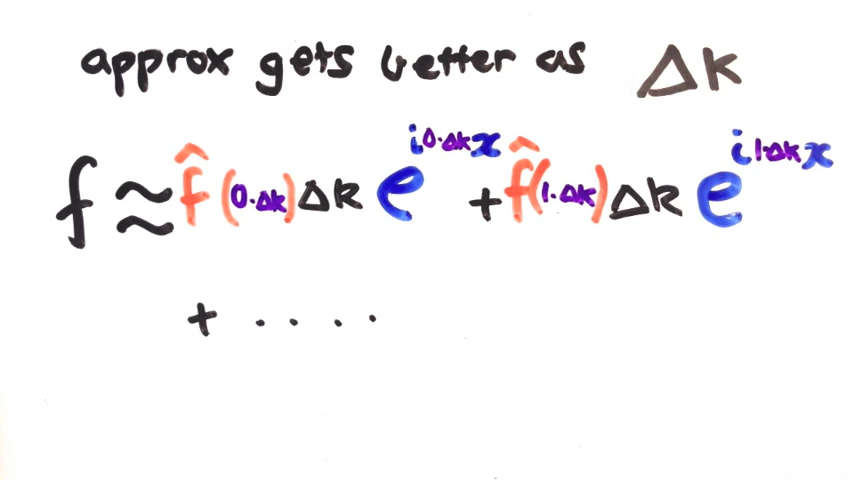 approx gets better as Δk
f ≈ f̂(0·Δk)Δk e^{i0·Δkx} + f̂(1·Δk)Δk e^{i1·Δkx}
+ ....